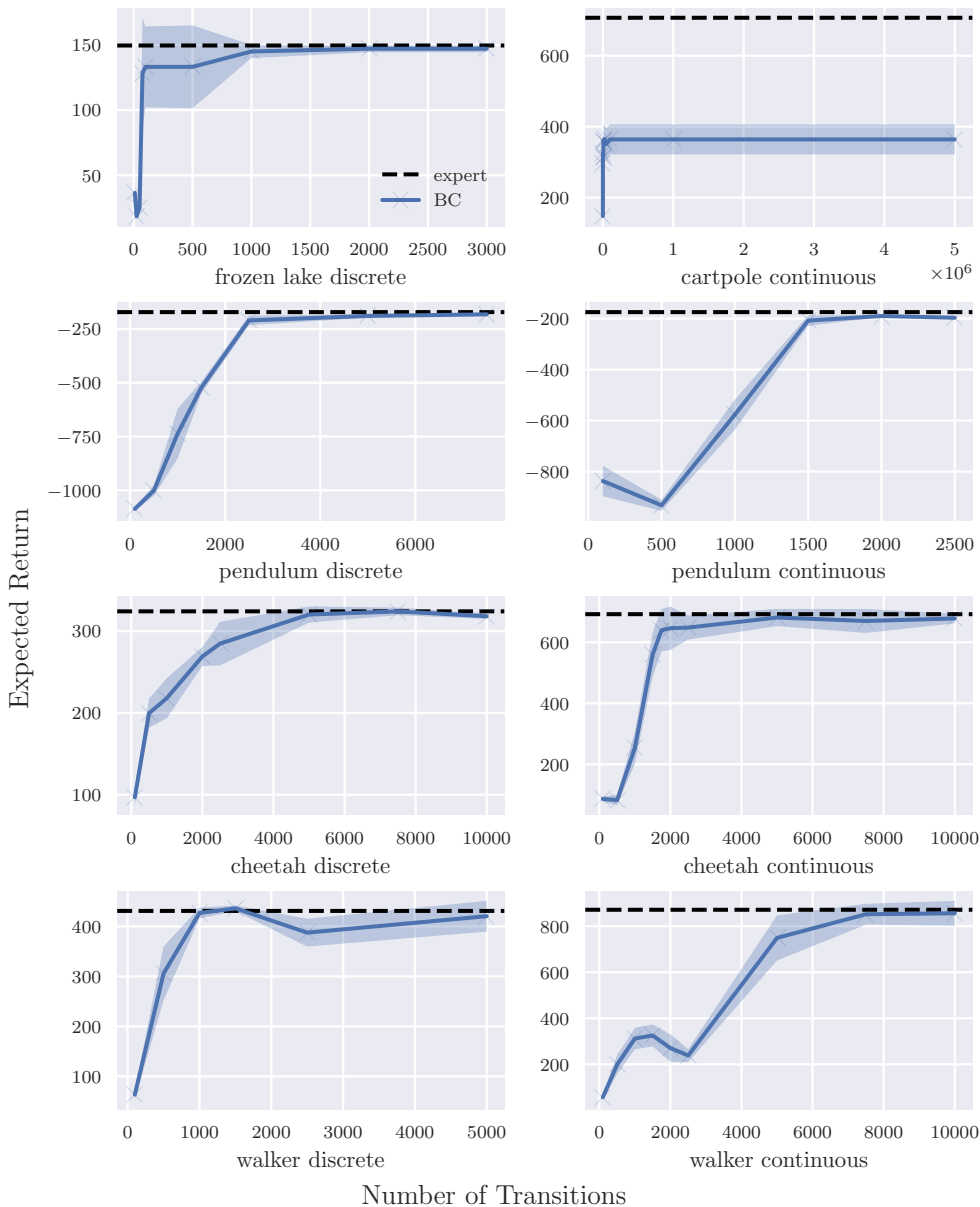 150
100
50
expert
BC
0 500 1000 1500 2000 2500 3000
frozen lake discrete
600
400
200
0 1 2 3 4 5
×10⁶
cartpole continuous
−250
−500
−750
−1000
0 2000 4000 6000
pendulum discrete
−200
−400
−600
−800
0 500 1000 1500 2000 2500
pendulum continuous
Expected Return
300
200
100
0 2000 4000 6000 8000 10000
cheetah discrete
600
400
200
0 2000 4000 6000 8000 10000
cheetah continuous
400
300
200
100
0 1000 2000 3000 4000 5000
walker discrete
800
600
400
200
0 2000 4000 6000 8000 10000
walker continuous
Number of Transitions